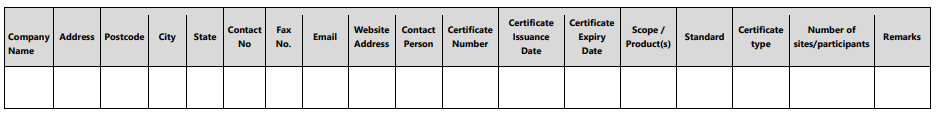 Company Name
Address
Postcode
City
State
Contact No
Fax No.
Email
Website Address
Contact Person
Certificate Number
Certificate Issuance Date
Certificate Expiry Date
Scope / Product(s)
Standard
Certificate type
Number of sites/participants
Remarks